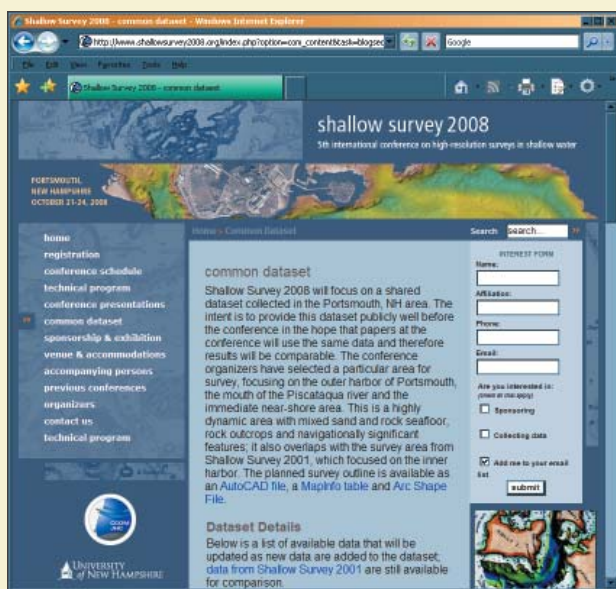 Shallow Survey 2008 - common dataset - Windows Internet Explorer
http://www.shallowsurvey2008.org/index.php?option=com_content&task=blogsec
Google
File Edit View Favorites Tools Help
Shallow Survey 2008 - common dataset
shallow survey 2008
5th international conference on high-resolution surveys in shallow water
PORTSMOUTH,
NEW HAMPSHIRE
OCTOBER 21-24, 2008
Home » Common Dataset
Search search...
home
registration
conference schedule
technical program
conference presentations
common dataset
sponsorship & exhibition
venue & accommodations
accompanying persons
previous conferences
organizers
contact us
technical program
common dataset
Shallow Survey 2008 will focus on a shared
dataset collected in the Portsmouth, NH area. The
intent is to provide this dataset publicly well before
the conference in the hope that papers at the
conference will use the same data and therefore
results will be comparable. The conference
organizers have selected a particular area for
survey, focusing on the outer harbor of Portsmouth,
the mouth of the Piscataqua river and the
immediate near-shore area. This is a highly
dynamic area with mixed sand and rock seafloor,
rock outcrops and navigationally significant
features; it also overlaps with the survey area from
Shallow Survey 2001, which focused on the inner
harbor. The planned survey outline is available as
an AutoCAD file, a MapInfo table and Arc Shape
File.
Dataset Details
Below is a list of available data that will be
updated as new data are added to the dataset;
data from Shallow Survey 2001 are still available
for comparison.
INTEREST FORM
Name:
Affiliation:
Phone:
Email:
Are you interested in:
(check all that apply)
Sponsoring
Collecting data
Add me to your email
list
submit
CCOM
JHC
UNIVERSITY
of NEW HAMPSHIRE